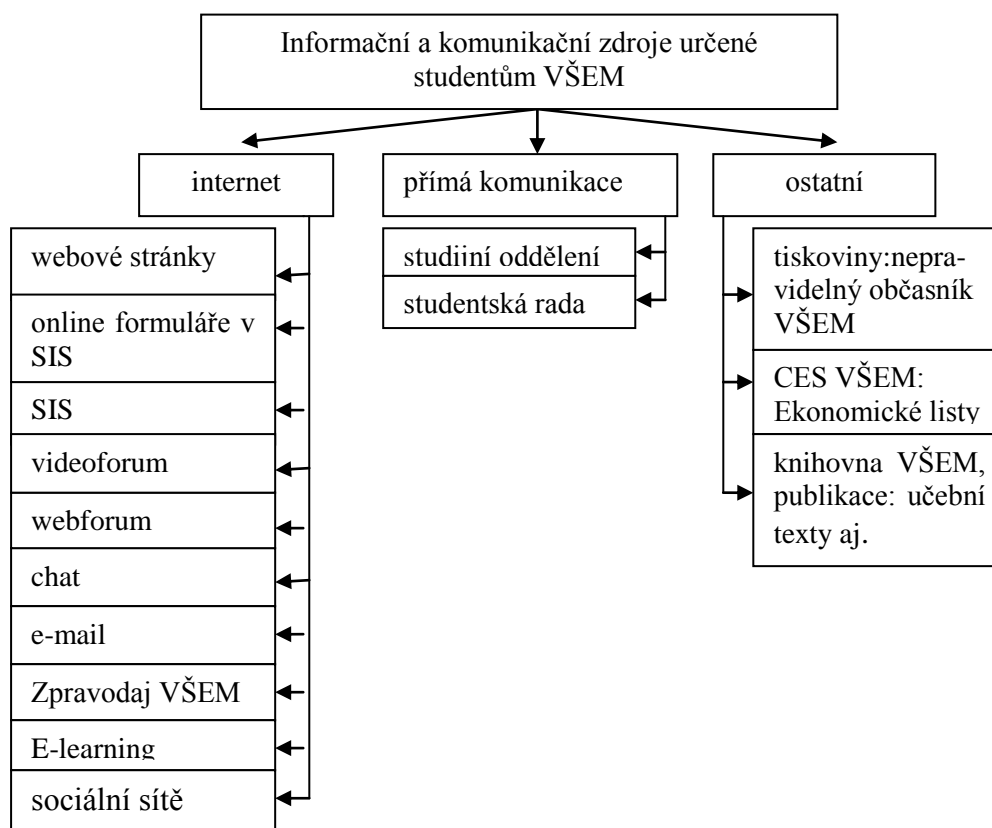 Informační a komunikační zdroje určené
studentům VŠEM
internet
přímá komunikace
ostatní
webové stránky
online formuláře v
SIS
SIS
videoforum
webforum
chat
e-mail
Zpravodaj VŠEM
E-learning
sociální sítě
studijní oddělení
studentská rada
tiskoviny:nepra-
videlný občasník
VŠEM
CES VŠEM:
Ekonomické listy
knihovna VŠEM,
publikace: učební
texty aj.